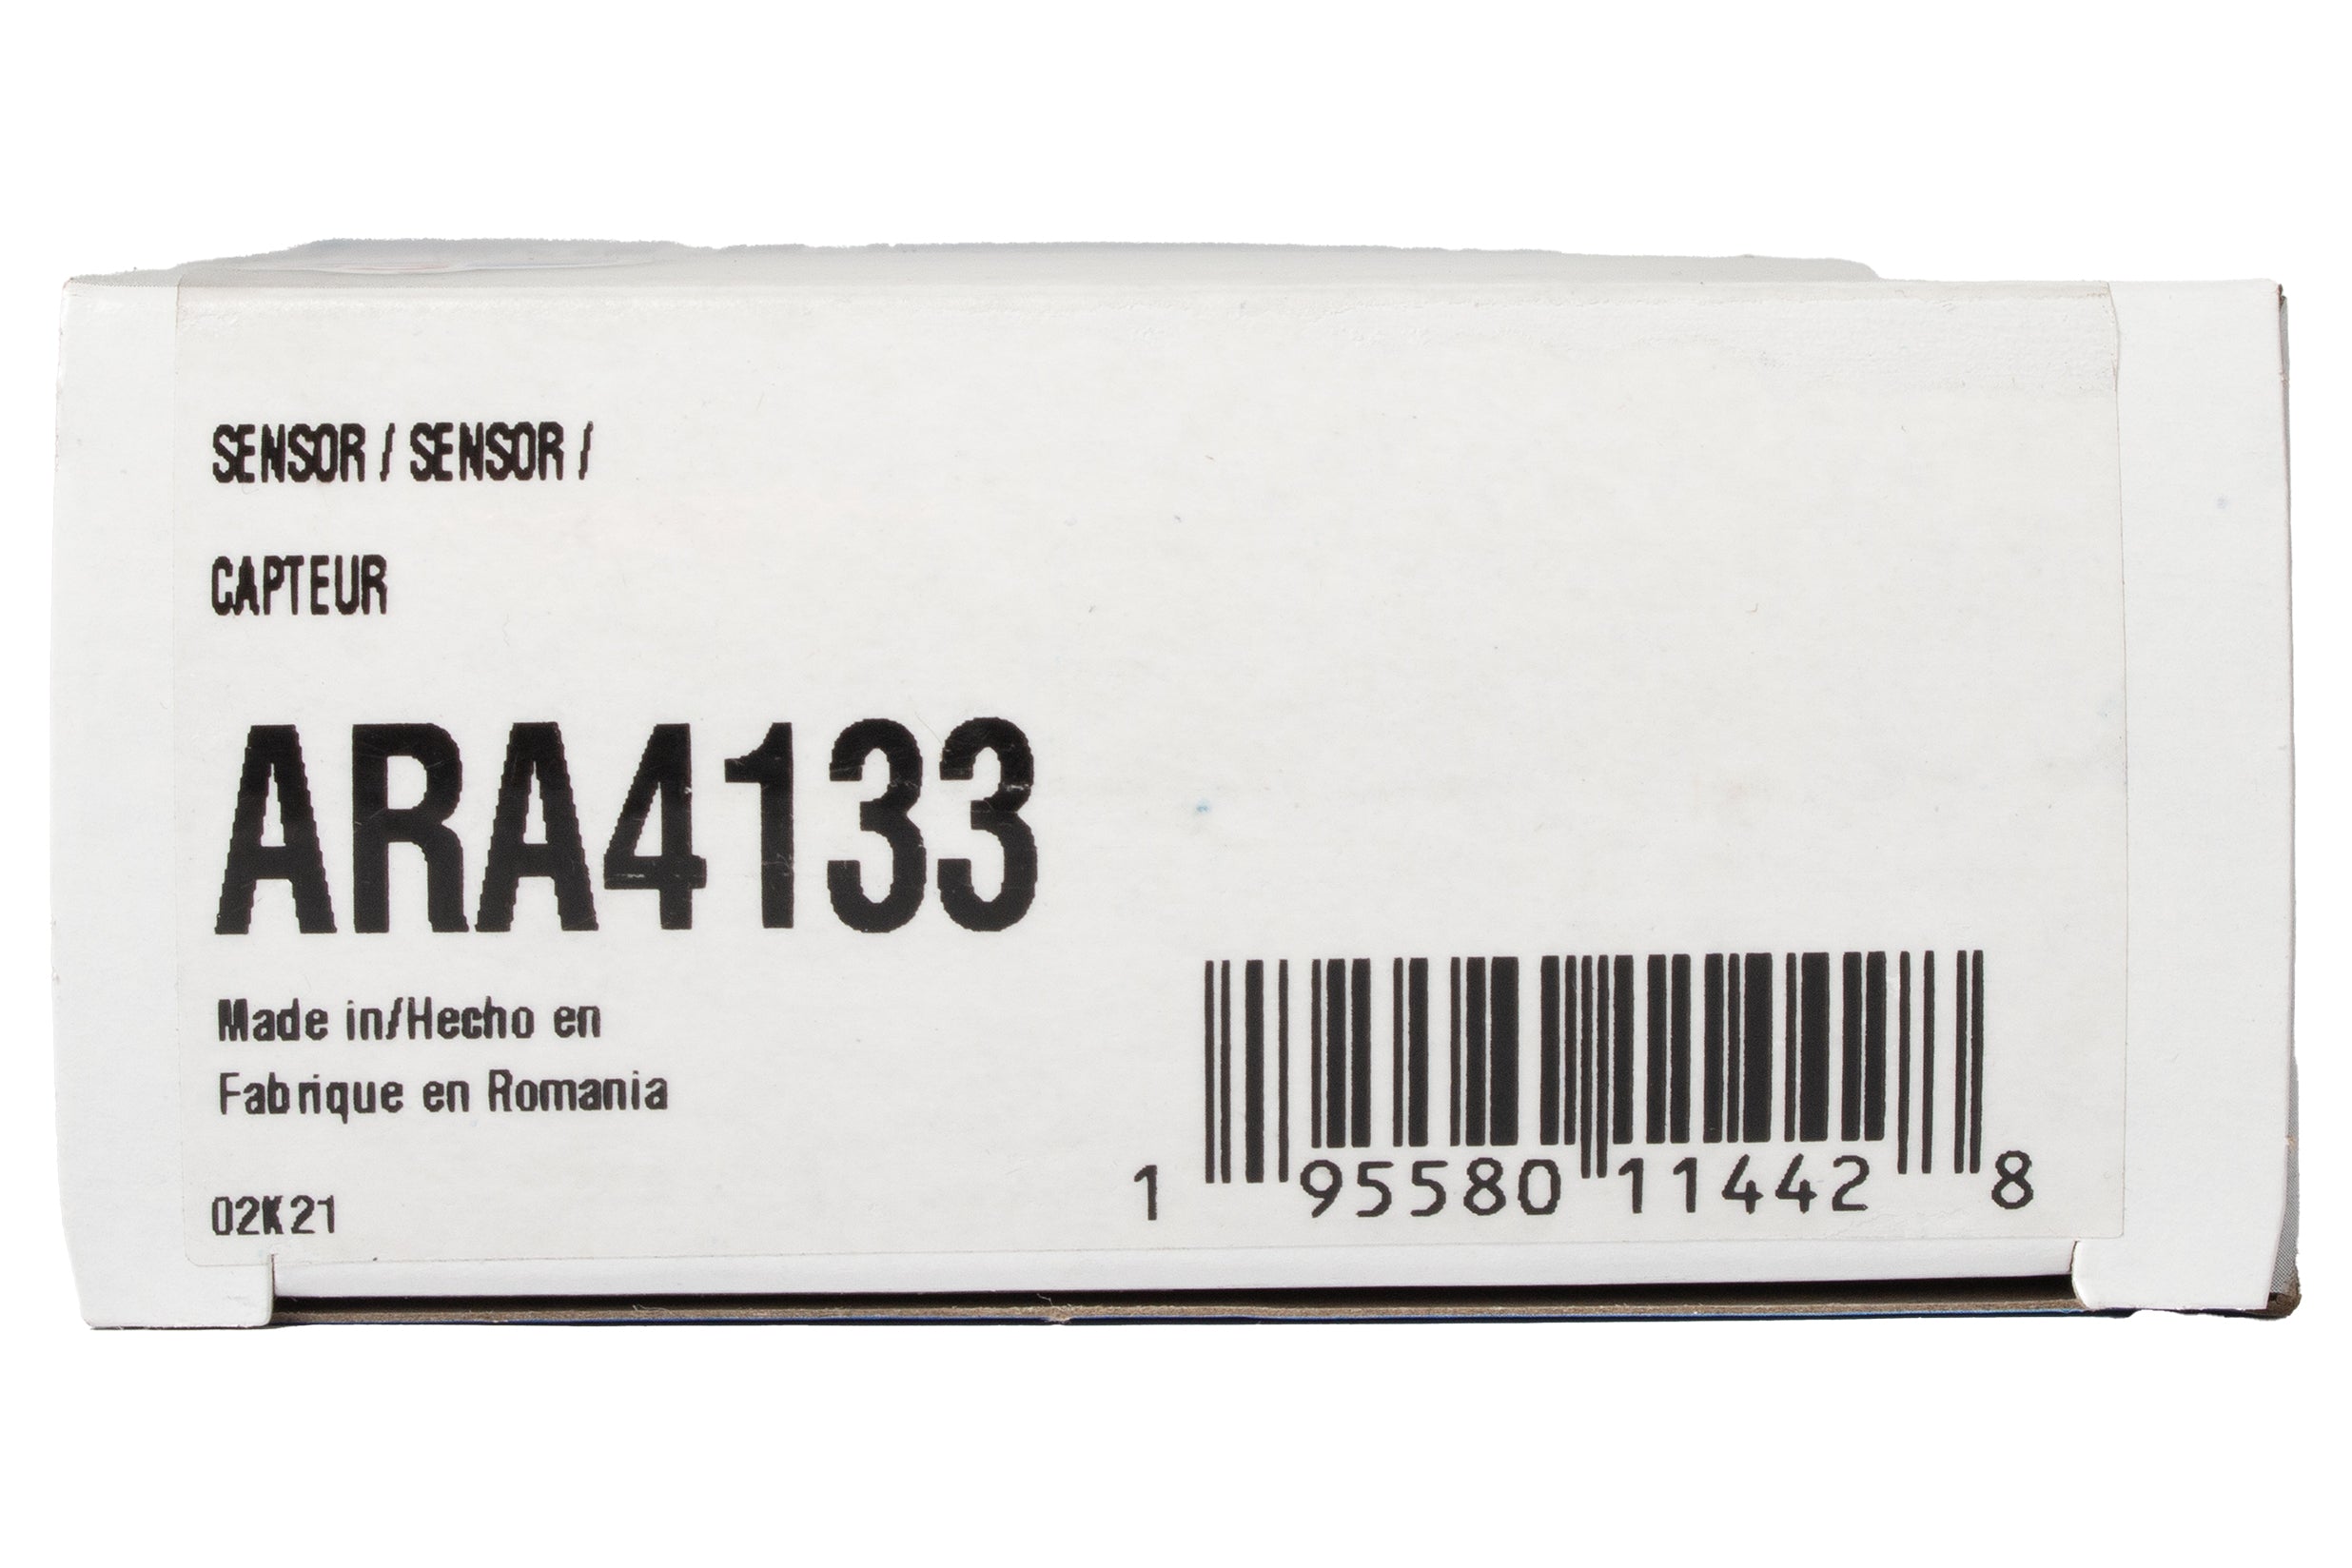 SENSOR / SENSOR /
CAPTEUR
ARA4133
Made in/Hecho en
Fabrique en Romania
02K21
1 95580 11442 8